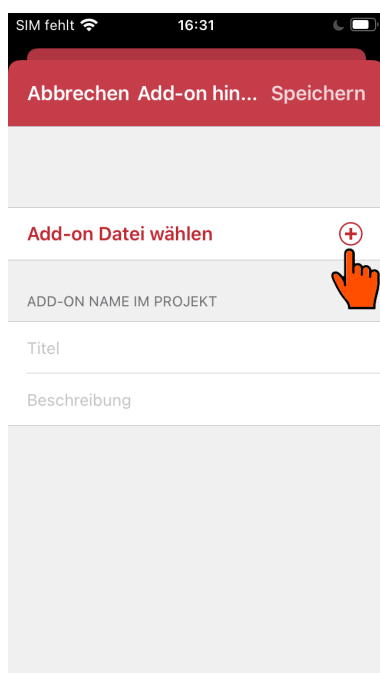 SIM fehlt 16:31
Abbrechen Add-on hin... Speichern
Add-on Datei wählen
ADD-ON NAME IM PROJEKT
Titel
Beschreibung